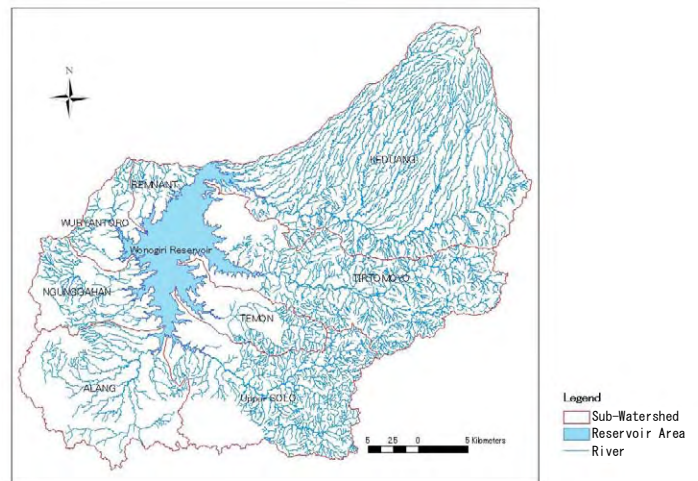 N
KEDUANG
REMNANT
WURYANTORO
Wonogiri Reservoir
TIRTOMOYO
NGUNGGAHAN
TEMON
ALANG
Upper SOLO
Legend
Sub-Watershed
Reservoir Area
River
5 2.5 0 5 Kilometers